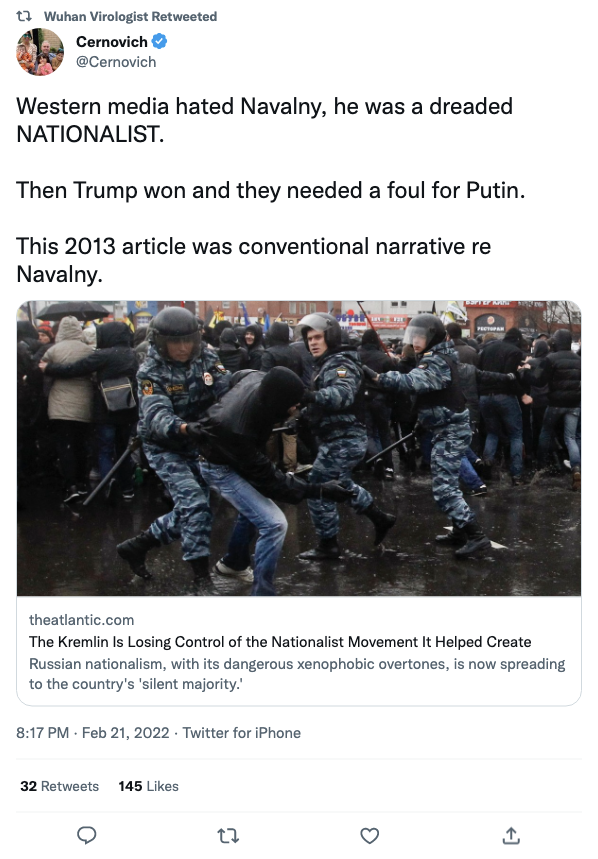 Wuhan Virologist Retweeted
Cernovich
@Cernovich
Western media hated Navalny, he was a dreaded
NATIONALIST.
Then Trump won and they needed a foul for Putin.
This 2013 article was conventional narrative re
Navalny.
РЕСТОРАН
theatlantic.com
The Kremlin Is Losing Control of the Nationalist Movement It Helped Create
Russian nationalism, with its dangerous xenophobic overtones, is now spreading
to the country's 'silent majority.'
8:17 PM · Feb 21, 2022 · Twitter for iPhone
32 Retweets 145 Likes